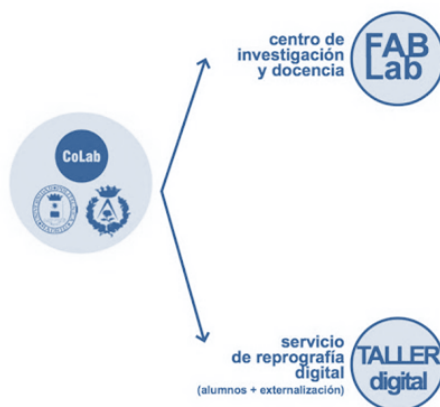 centro de
investigación
y docencia
FAB
Lab
CoLab
servicio
de reprografía
digital
(alumnos + externalización)
TALLER
digital